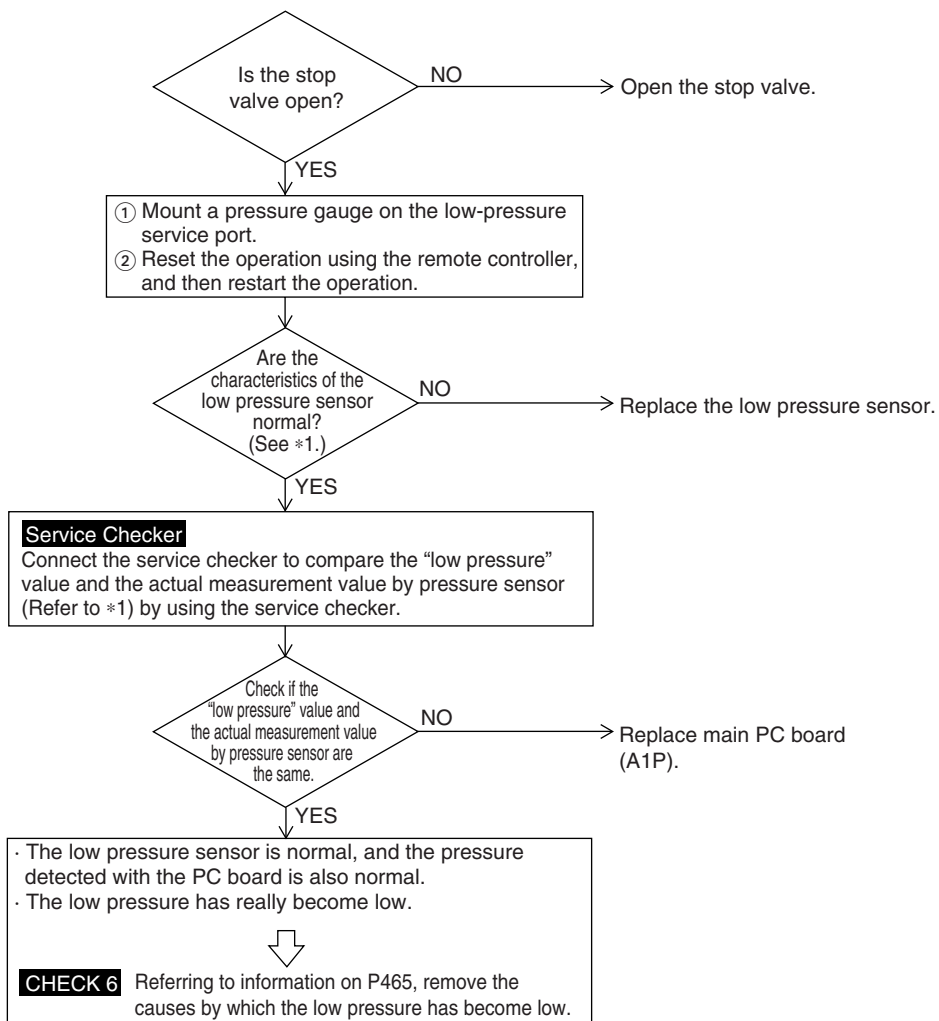 Is the stop
valve open?
NO
Open the stop valve.
YES
① Mount a pressure gauge on the low-pressure
service port.
② Reset the operation using the remote controller,
and then restart the operation.
Are the
characteristics of the
low pressure sensor
normal?
(See *1.)
NO
Replace the low pressure sensor.
YES
Service Checker
Connect the service checker to compare the “low pressure”
value and the actual measurement value by pressure sensor
(Refer to *1) by using the service checker.
Check if the
“low pressure” value and
the actual measurement value
by pressure sensor are
the same.
NO
Replace main PC board
(A1P).
YES
· The low pressure sensor is normal, and the pressure
detected with the PC board is also normal.
· The low pressure has really become low.
CHECK 6 Referring to information on P465, remove the
causes by which the low pressure has become low.